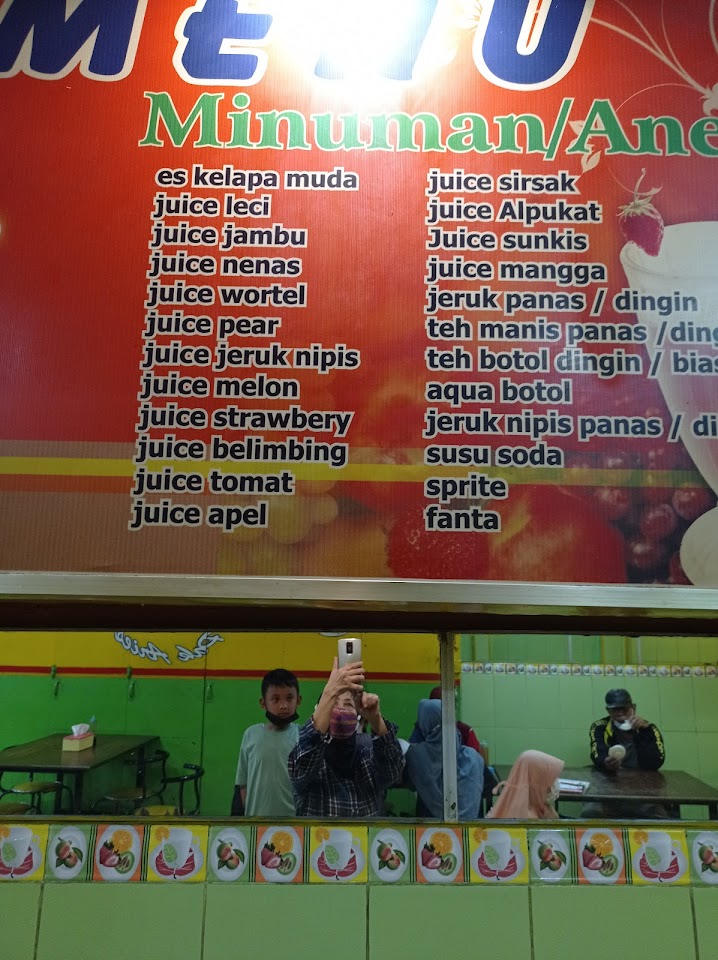 MENU
Minuman/Ane
es kelapa muda
juice leci
juice jambu
juice nenas
juice wortel
juice pear
juice jeruk nipis
juice melon
juice strawbery
juice belimbing
juice tomat
juice apel
juice sirsak
juice Alpukat
Juice sunkis
juice mangga
jeruk panas / dingin
teh manis panas /ding
teh botol dingin / bias
aqua botol
jeruk nipis panas / di
susu soda
sprite
fanta